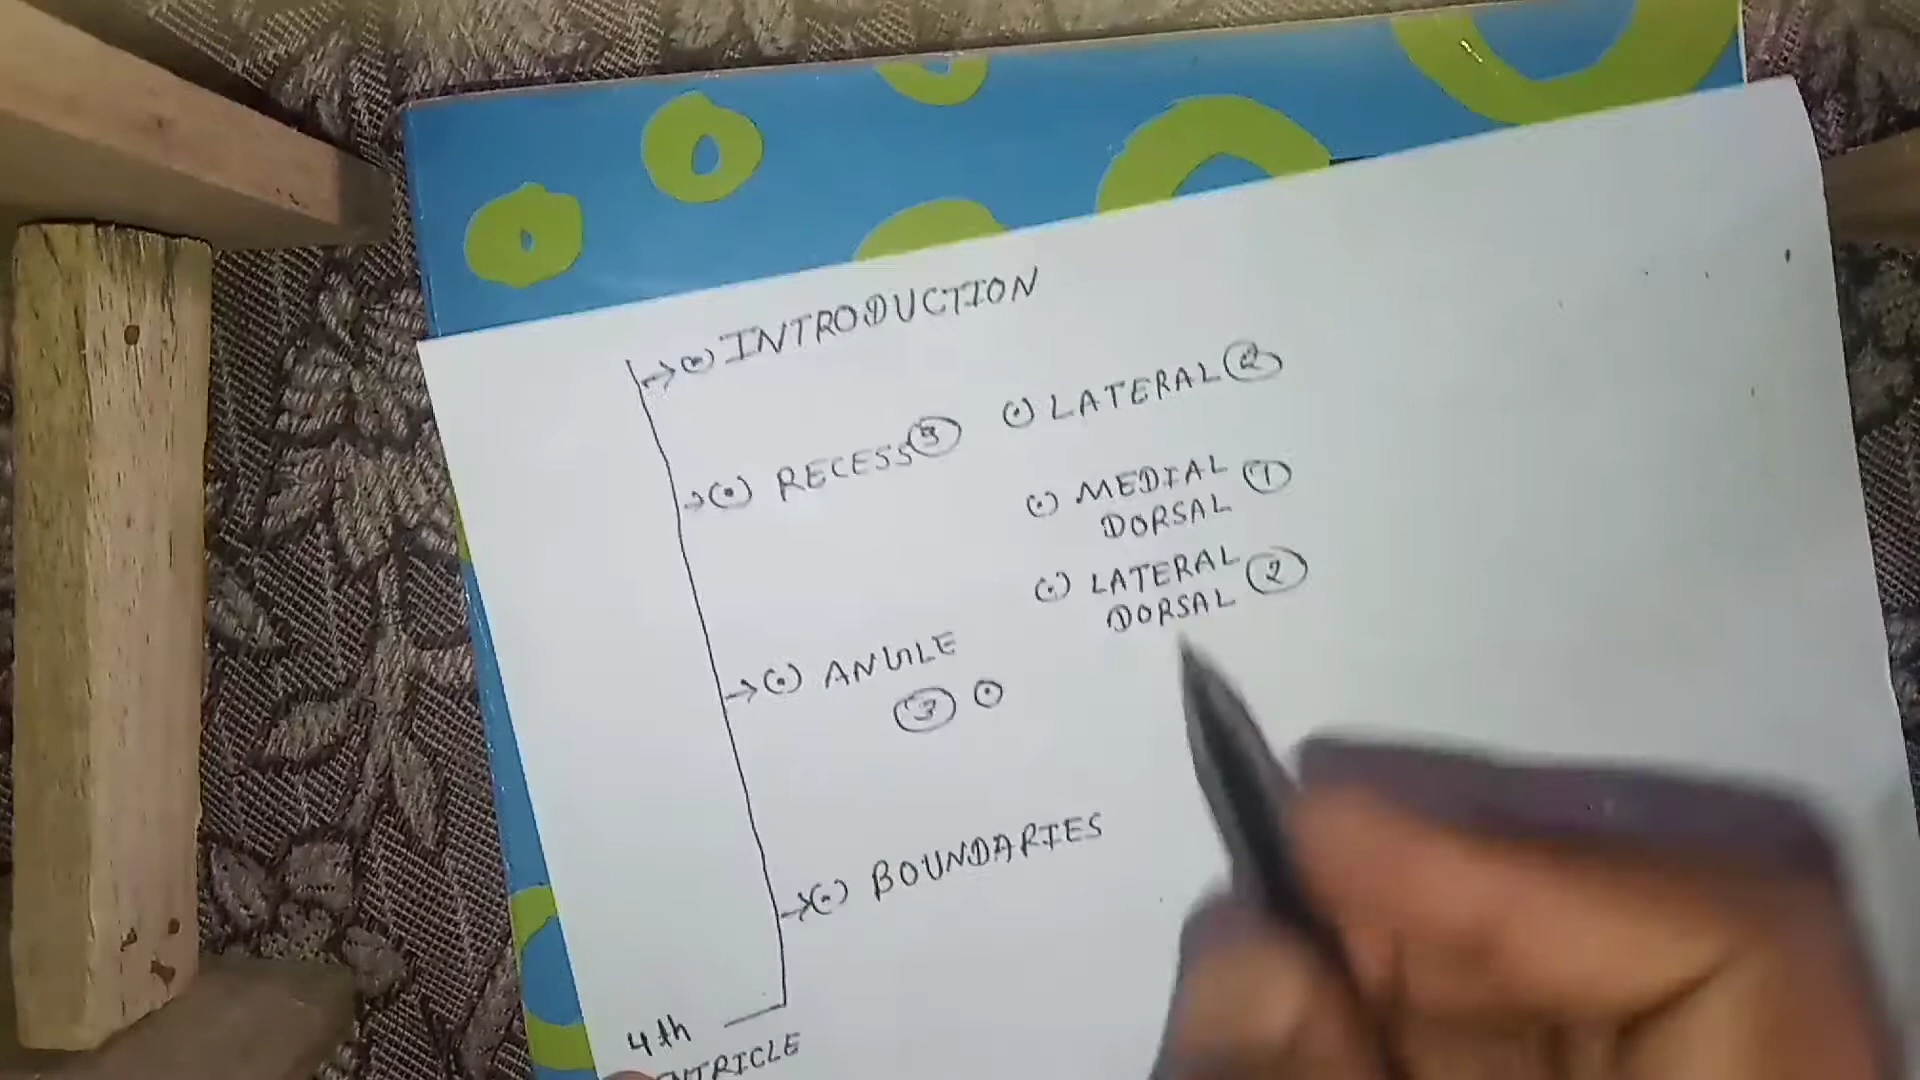 INTRODUCTION
RECESS 5
LATERAL 2
MEDIAL
DORSAL 1
LATERAL
DORSAL 2
ANGLE
3
BOUNDARIES
4th
NTRICLE